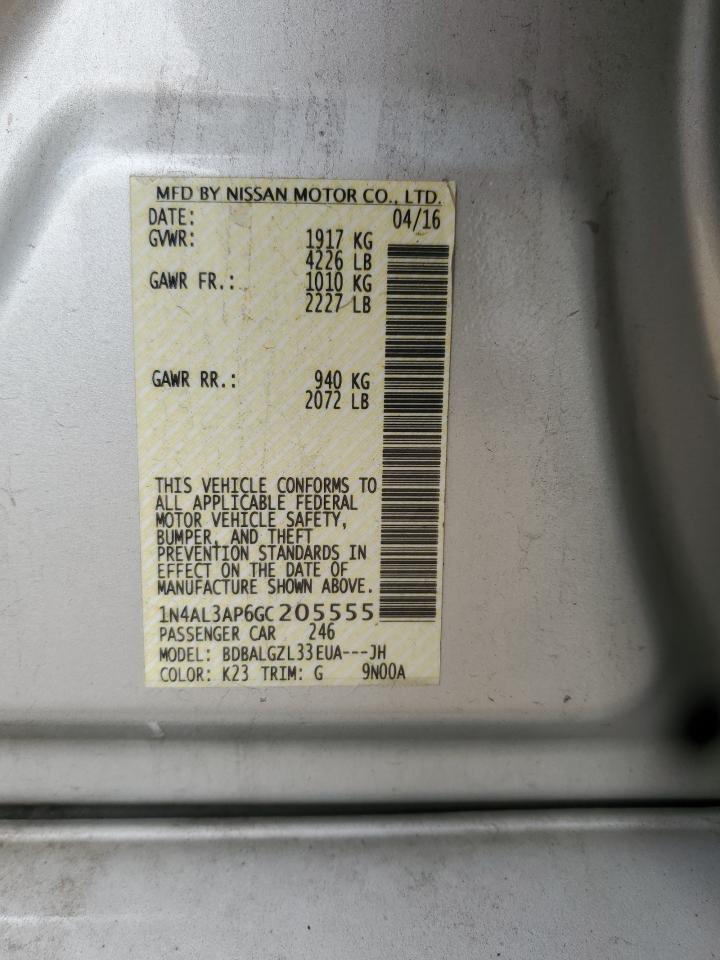 MFD BY NISSAN MOTOR CO., LTD.
DATE: 04/16
GVWR: 1917 KG
4226 LB
GAWR FR.: 1010 KG
2227 LB
GAWR RR.: 940 KG
2072 LB
THIS VEHICLE CONFORMS TO
ALL APPLICABLE FEDERAL
MOTOR VEHICLE SAFETY,
BUMPER, AND THEFT
PREVENTION STANDARDS IN
EFFECT ON THE DATE OF
MANUFACTURE SHOWN ABOVE.
1N4AL3AP6GC205555
PASSENGER CAR 246
MODEL: BDBALGZL33EUA---JH
COLOR: K23 TRIM: G 9N00A